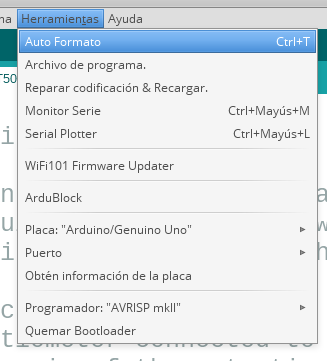 Herramientas Ayuda
Auto Formato Ctrl+T
Archivo de programa.
Reparar codificación & Recargar.
Monitor Serie Ctrl+Mayús+M
Serial Plotter Ctrl+Mayús+L
WiFi101 Firmware Updater
ArduBlock
Placa: "Arduino/Genuino Uno"
Puerto
Obtén información de la placa
Programador: "AVRISP mkII"
Quemar Bootloader